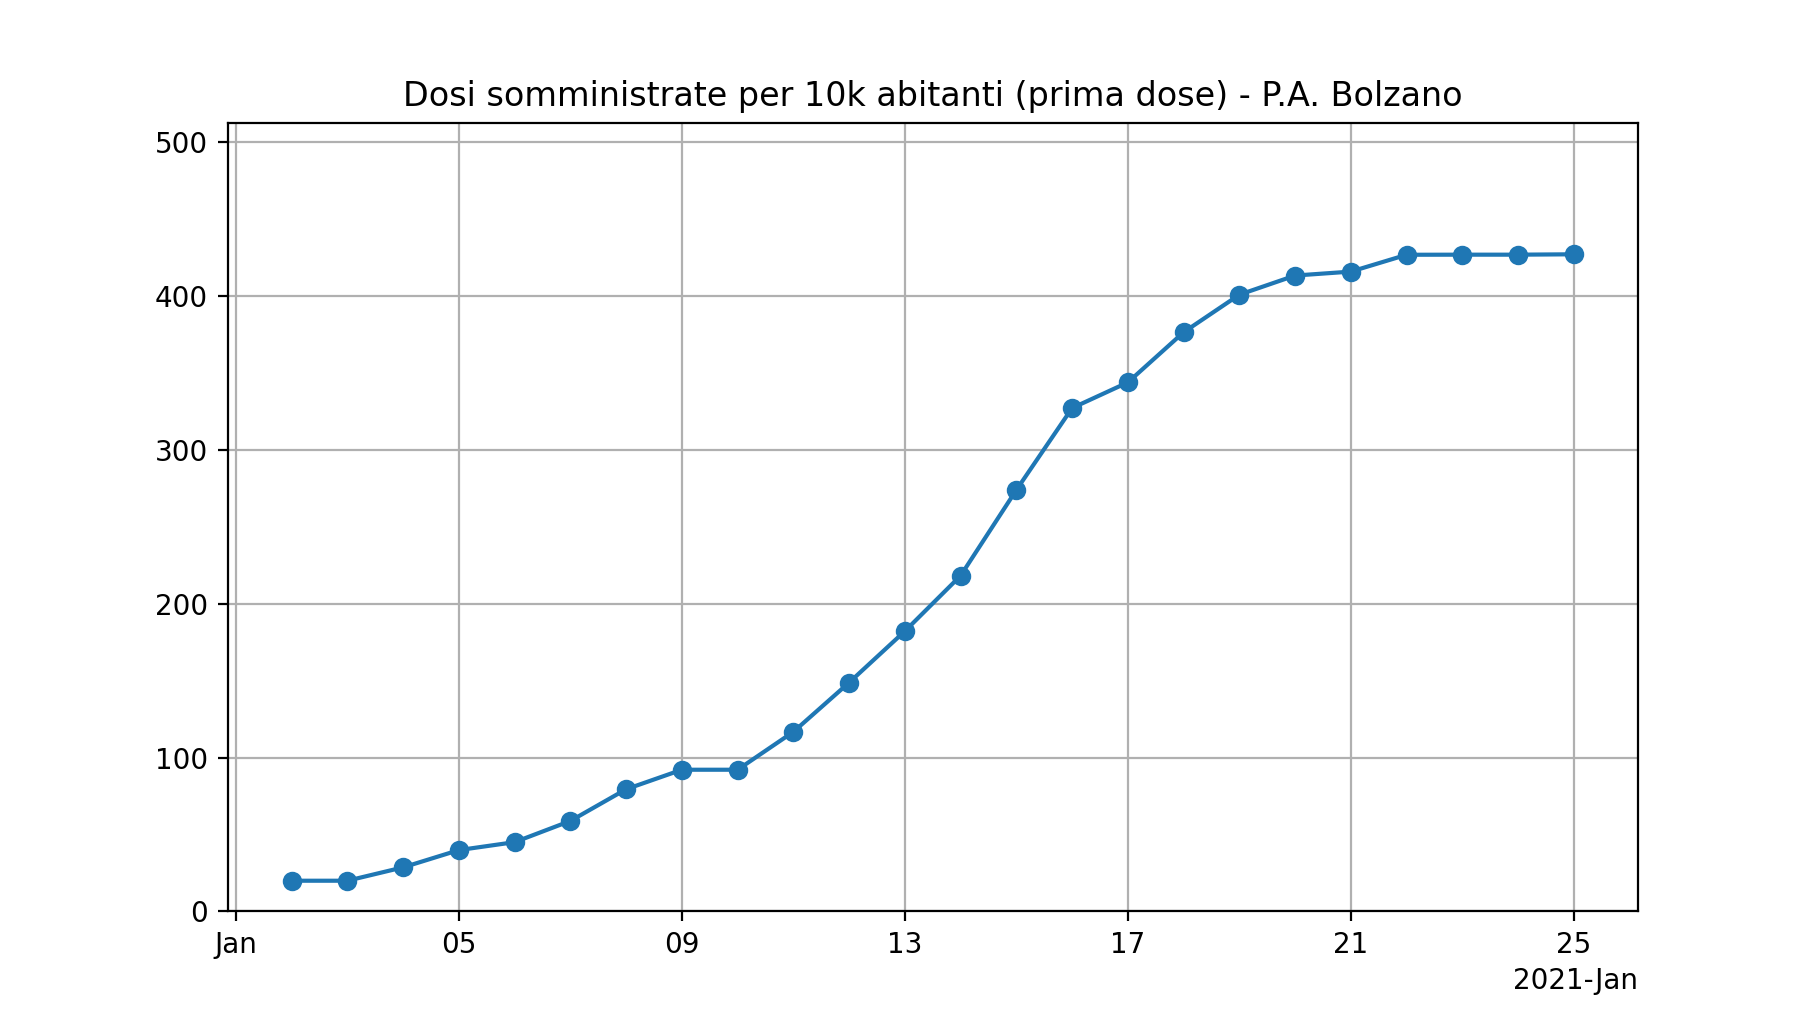 Dosi somministrate per 10k abitanti (prima dose) - P.A. Bolzano
500
400
300
200
100
0
Jan 05 09 13 17 21 25
2021-Jan